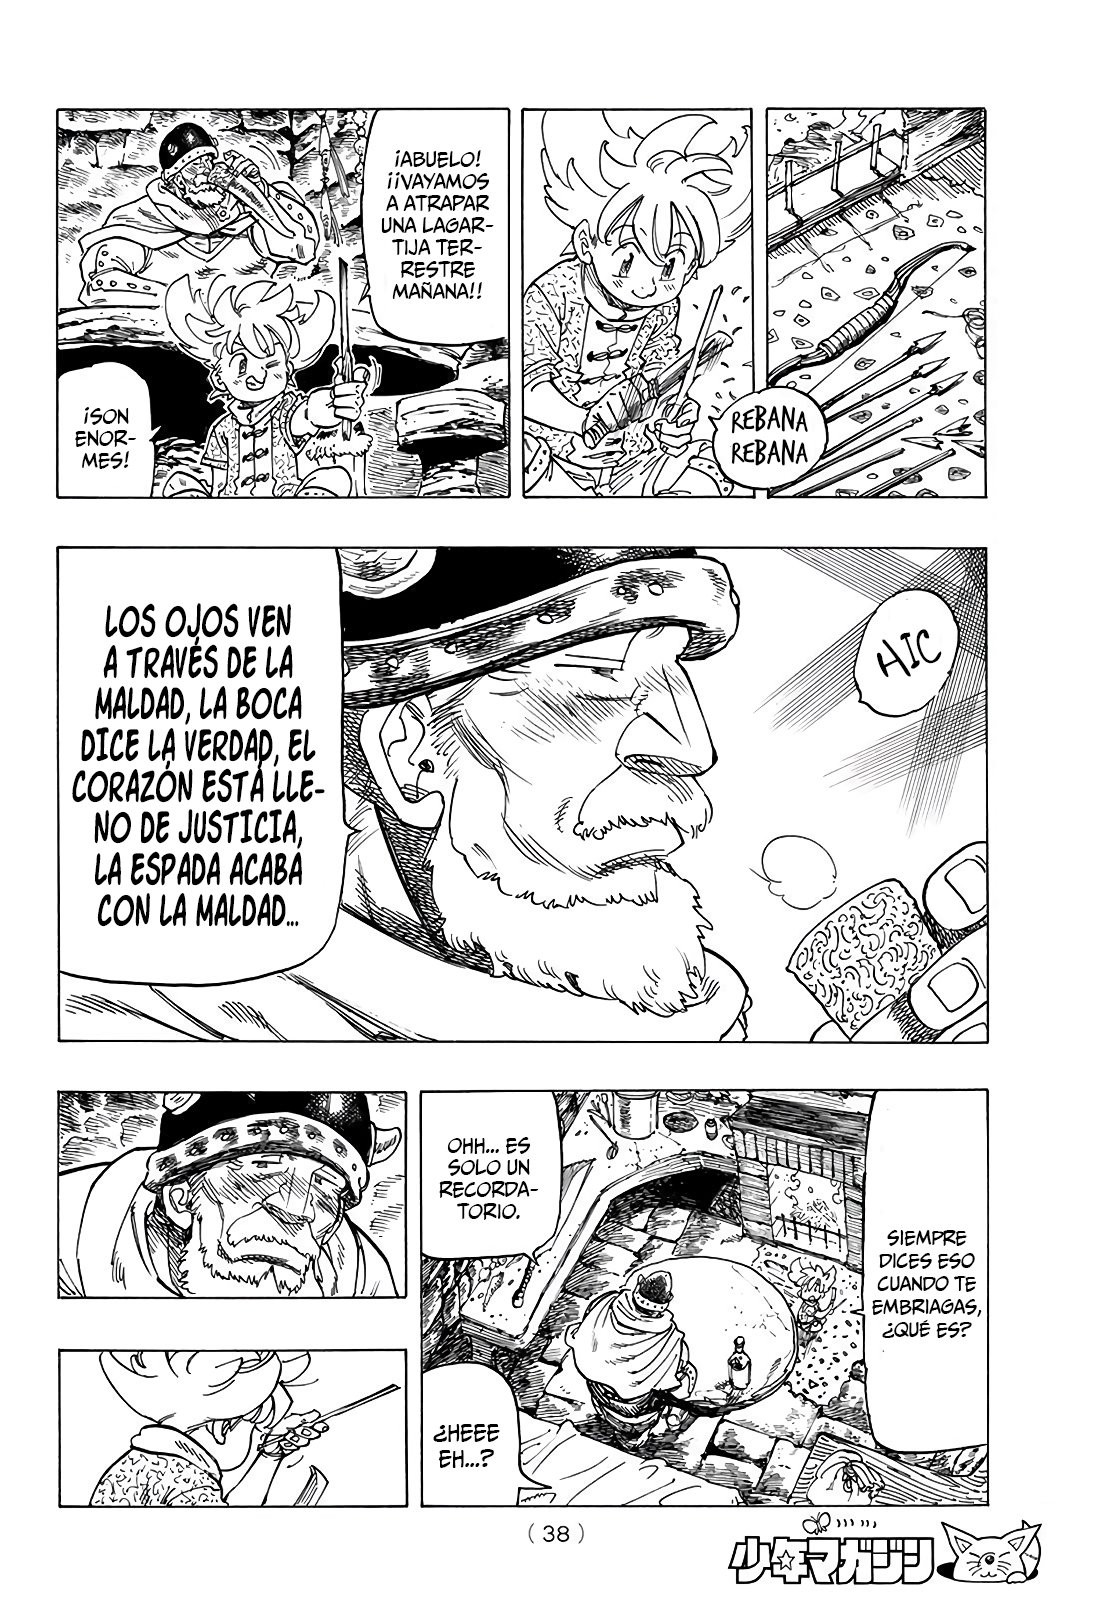 REBANA
REBANA
¡ABUELO!
¡¡VAYAMOS
A ATRAPAR
UNA LAGAR-
TIJA TER-
RESTRE
MAÑANA!!
¡SON
ENOR-
MES!
HIC
LOS OJOS VEN
A TRAVÉS DE LA
MALDAD, LA BOCA
DICE LA VERDAD, EL
CORAZÓN ESTÁ LLE-
NO DE JUSTICIA,
LA ESPADA ACABA
CON LA MALDAD...
SIEMPRE
DICES ESO
CUANDO TE
EMBRIAGAS,
¿QUÉ ES?
OHH... ES
SOLO UN
RECORDA-
TORIO.
¿HEEE
EH...?
( 38 )
少年マガジン